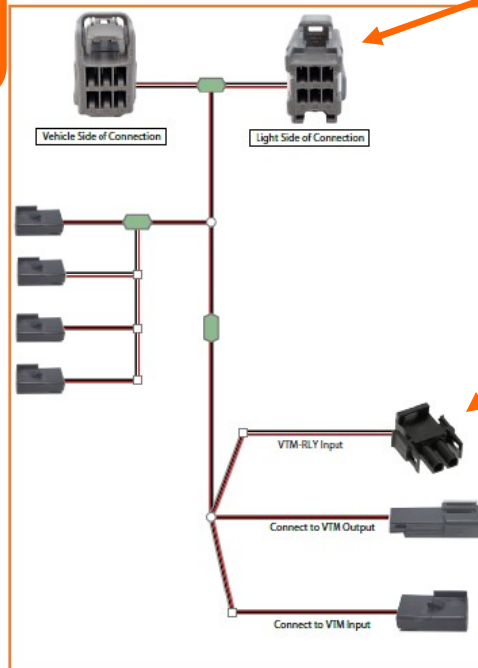 Vehicle Side of Connection
Light Side of Connection
VTM-RLY Input
Connect to VTM Output
Connect to VTM Input